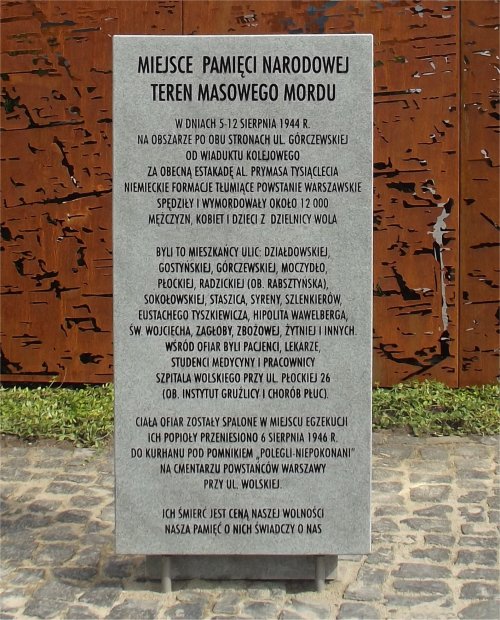 MIEJSCE PAMIĘCI NARODOWEJ
TEREN MASOWEGO MORDU
W DNIACH 5-12 SIERPNIA 1944 R.
NA OBSZARZE PO OBU STRONACH UL. GÓRCZEWSKIEJ
OD WIADUKTU KOLEJOWEGO
ZA OBECNĄ ESTAKADĘ AL. PRYMASA TYSIĄCLECIA
NIEMIECKIE FORMACJE TŁUMIĄCE POWSTANIE WARSZAWSKIE
SPĘDZIŁY I WYMORDOWAŁY OKOŁO 12 000
MĘŻCZYZN, KOBIET I DZIECI Z DZIELNICY WOLA
BYLI TO MIESZKAŃCY ULIC: DZIAŁDOWSKIEJ,
GOSTYŃSKIEJ, GÓRCZEWSKIEJ, MOCZYDŁO,
PŁOCKIEJ, RADZICKIEJ (OB. RABSZTYŃSKA),
SOKOŁOWSKIEJ, STASZICA, SYRENY, SZLENKIERÓW,
EUSTACHEGO TYSZKIEWICZA, HIPOLITA WAWELBERGA,
ŚW. WOJCIECHA, ZAGŁOBY, ZBOŻOWEJ, ŻYTNIEJ I INNYCH.
WŚRÓD OFIAR BYLI PACJENCI, LEKARZE,
STUDENCI MEDYCYNY I PRACOWNICY
SZPITALA WOLSKIEGO PRZY UL. PŁOCKIEJ 26
(OB. INSTYTUT GRUŹLICY I CHORÓB PŁUC).
CIAŁA OFIAR ZOSTAŁY SPALONE W MIEJSCU EGZEKUCJI
ICH POPIOŁY PRZENIESIONO 6 SIERPNIA 1946 R.
DO KURHANU POD POMNIKIEM „POLEGLI-NIEPOKONANI”
NA CMENTARZU POWSTAŃCÓW WARSZAWY
PRZY UL. WOLSKIEJ.
ICH ŚMIERĆ JEST CENĄ NASZEJ WOLNOŚCI
NASZA PAMIĘĆ O NICH ŚWIADCZY O NAS